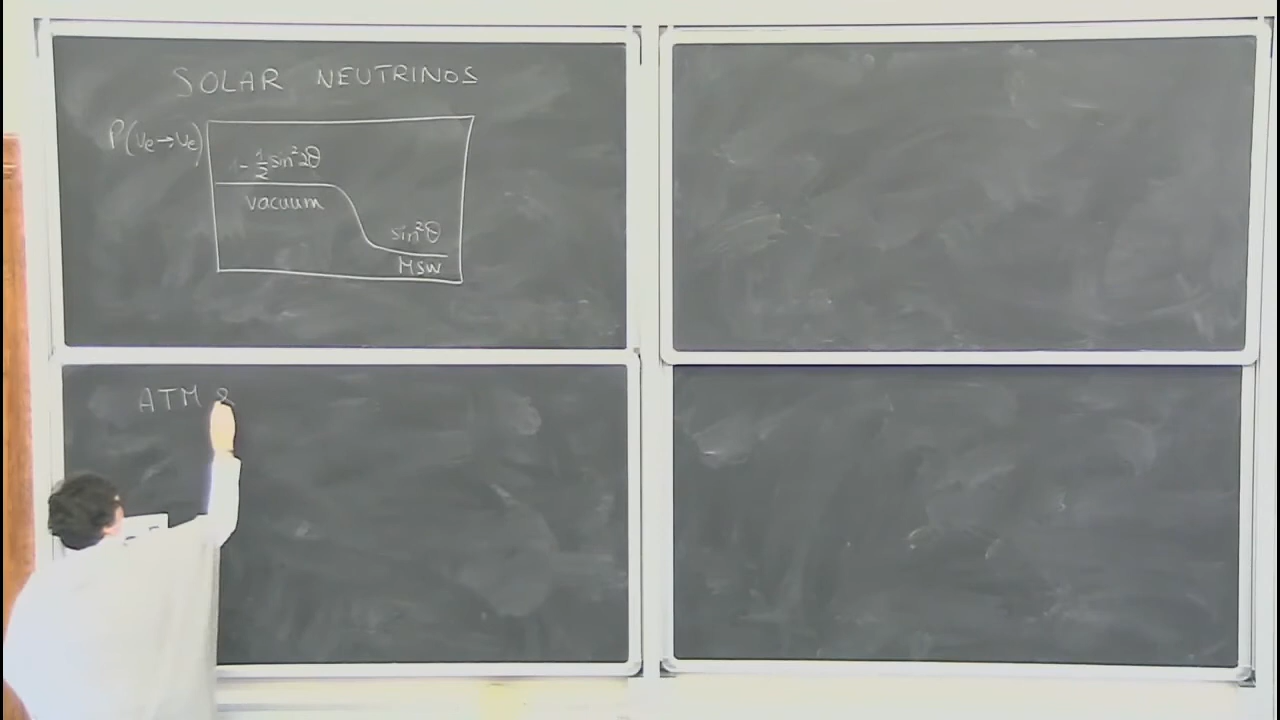 SOLAR NEUTRINOS
P(νe→νe)
1 - 1/2 sin²2θ
vacuum
sin²θ
MSW
ATM &